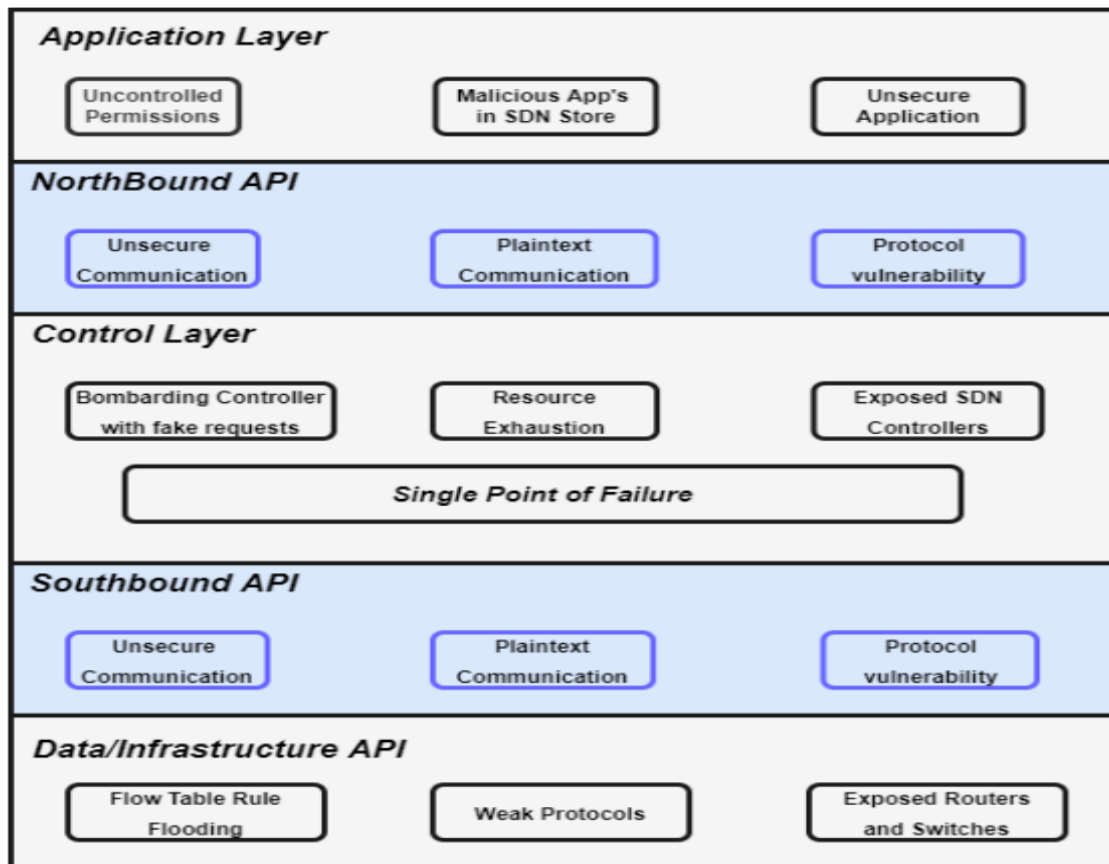 Application Layer
Uncontrolled
Permissions
Malicious App's
in SDN Store
Unsecure
Application
NorthBound API
Unsecure
Communication
Plaintext
Communication
Protocol
vulnerability
Control Layer
Bombarding Controller
with fake requests
Resource
Exhaustion
Exposed SDN
Controllers
Single Point of Failure
Southbound API
Unsecure
Communication
Plaintext
Communication
Protocol
vulnerability
Data/Infrastructure API
Flow Table Rule
Flooding
Weak Protocols
Exposed Routers
and Switches